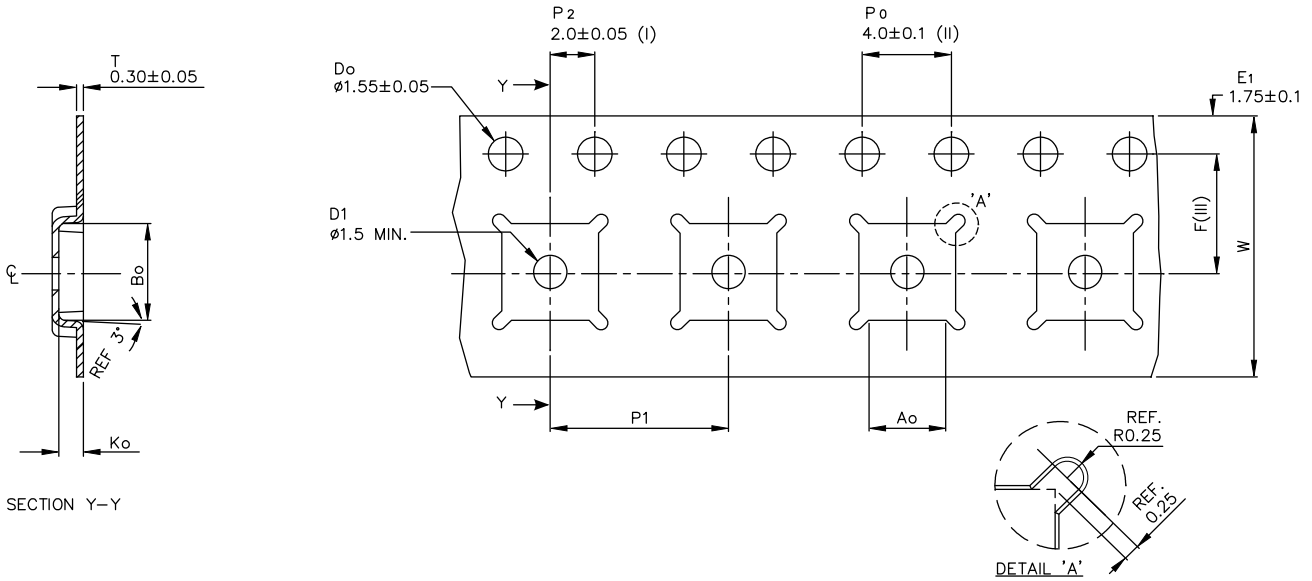 T
0.30±0.05
Bo
REF 3°
Ko
SECTION Y-Y
P2
2.0±0.05 (I)
Po
4.0±0.1 (II)
Do
ø1.55±0.05
Y
E1
1.75±0.1
D1
ø1.5 MIN.
'A'
F(III)
W
Y
P1
Ao
REF.
R0.25
REF.
0.25
DETAIL 'A'